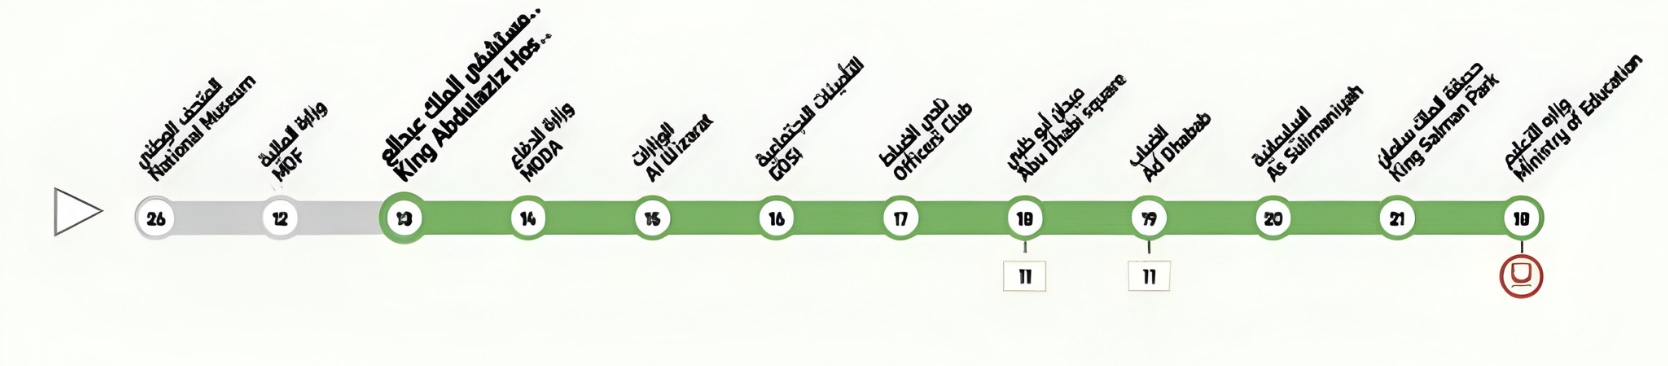 المتحف الوطني
National Museum
وزارة المالية
MOF
مستشفى الملك عبدالع..
King Abdulaziz Hos..
وزارة الدفاع
MODA
الوزارات
Al Wizarat
التأمينات الاجتماعية
GOSI
نادي الضباط
Officers Club
ميدان أبو ظبي
Abu Dhabi square
الضباب
Ad Dhabab
السليمانية
As Sulimaniyah
حديقة الملك سلمان
King Salman Park
وزارة التعليم
Ministry of Education
26
12
13
14
15
16
17
18
19
20
21
11
11